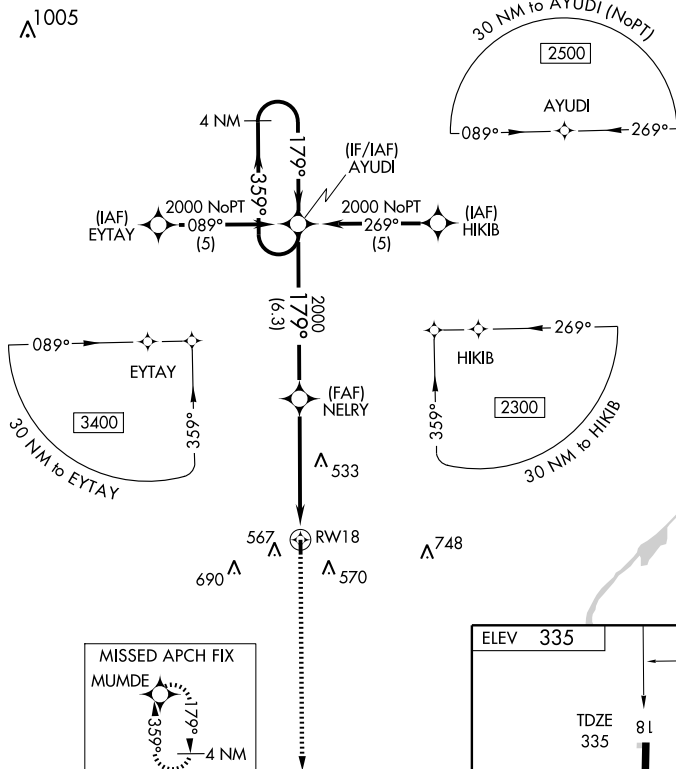 1005
30 NM to AYUDI (NoPT)
2500
AYUDI
089°
269°
4 NM
179°
359°
(IF/IAF)
AYUDI
(IAF)
EYTAY
2000 NoPT
089°
(5)
2000 NoPT
269°
(5)
(IAF)
HIKIB
2000
179°
(6.3)
089°
EYTAY
359°
3400
30 NM to EYTAY
269°
HIKIB
359°
2300
30 NM to HIKIB
(FAF)
NELRY
533
RW18
567
690
570
748
MISSED APCH FIX
MUMDE
359°
179°
4 NM
ELEV 335
TDZE
335
18